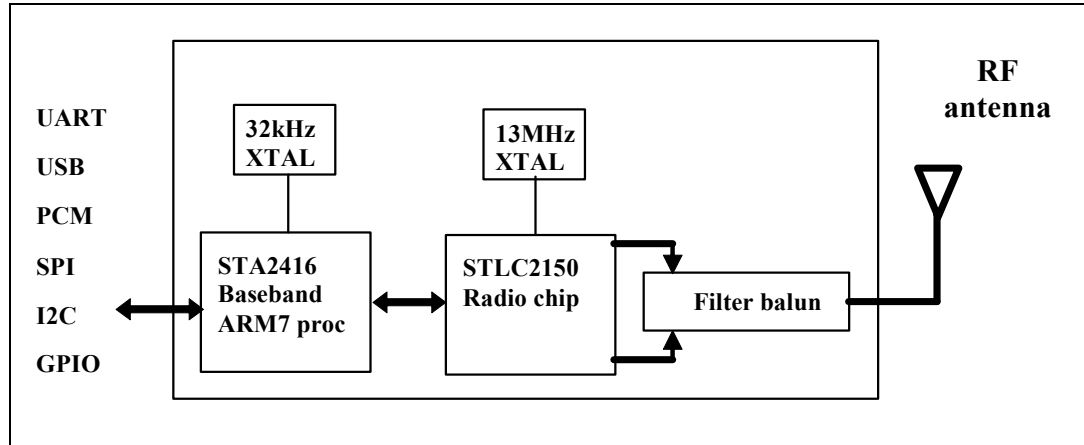 UART
USB
PCM
SPI
I2C
GPIO
32kHz
XTAL
13MHz
XTAL
STA2416
Baseband
ARM7 proc
STLC2150
Radio chip
Filter balun
RF
antenna